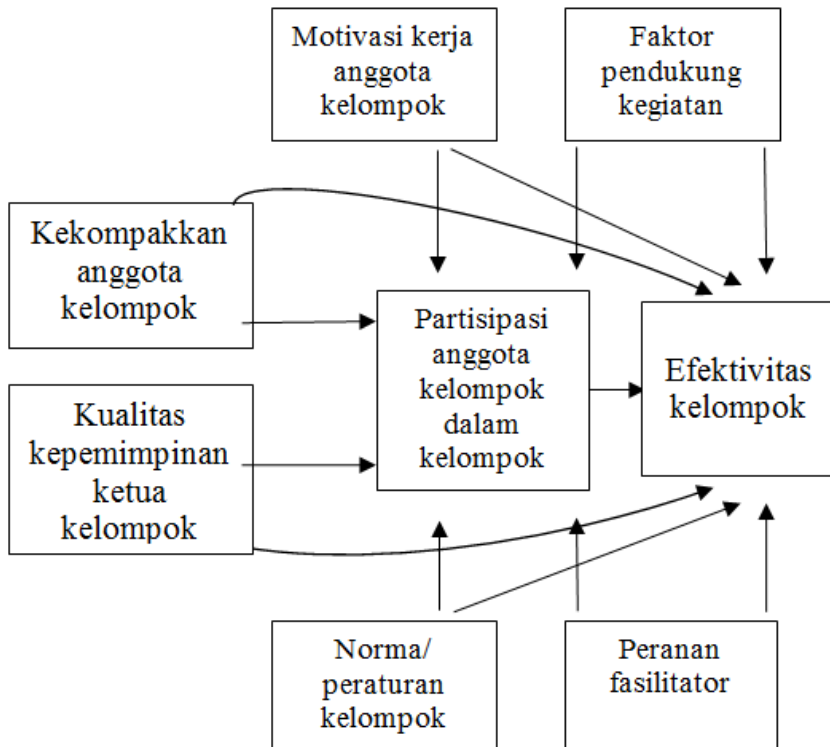 Motivasi kerja
anggota
kelompok
Faktor
pendukung
kegiatan
Kekompakkan
anggota
kelompok
Partisipasi
anggota
kelompok
dalam
kelompok
Efektivitas
kelompok
Kualitas
kepemimpinan
ketua
kelompok
Norma/
peraturan
kelompok
Peranan
fasilitator